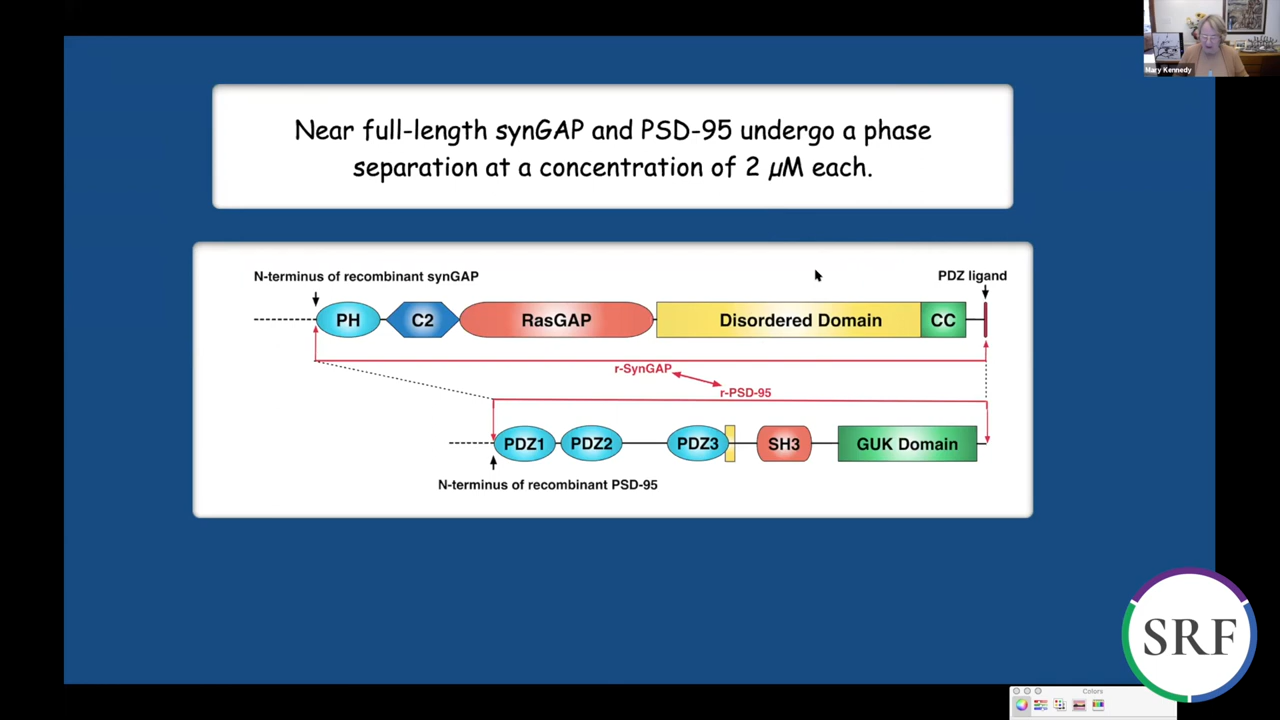 Mary Kennedy
Near full-length synGAP and PSD-95 undergo a phase
separation at a concentration of 2 µM each.
N-terminus of recombinant synGAP
PDZ ligand
PH
C2
RasGAP
Disordered Domain
CC
r-SynGAP
r-PSD-95
PDZ1
PDZ2
PDZ3
SH3
GUK Domain
N-terminus of recombinant PSD-95
SRF
Colors